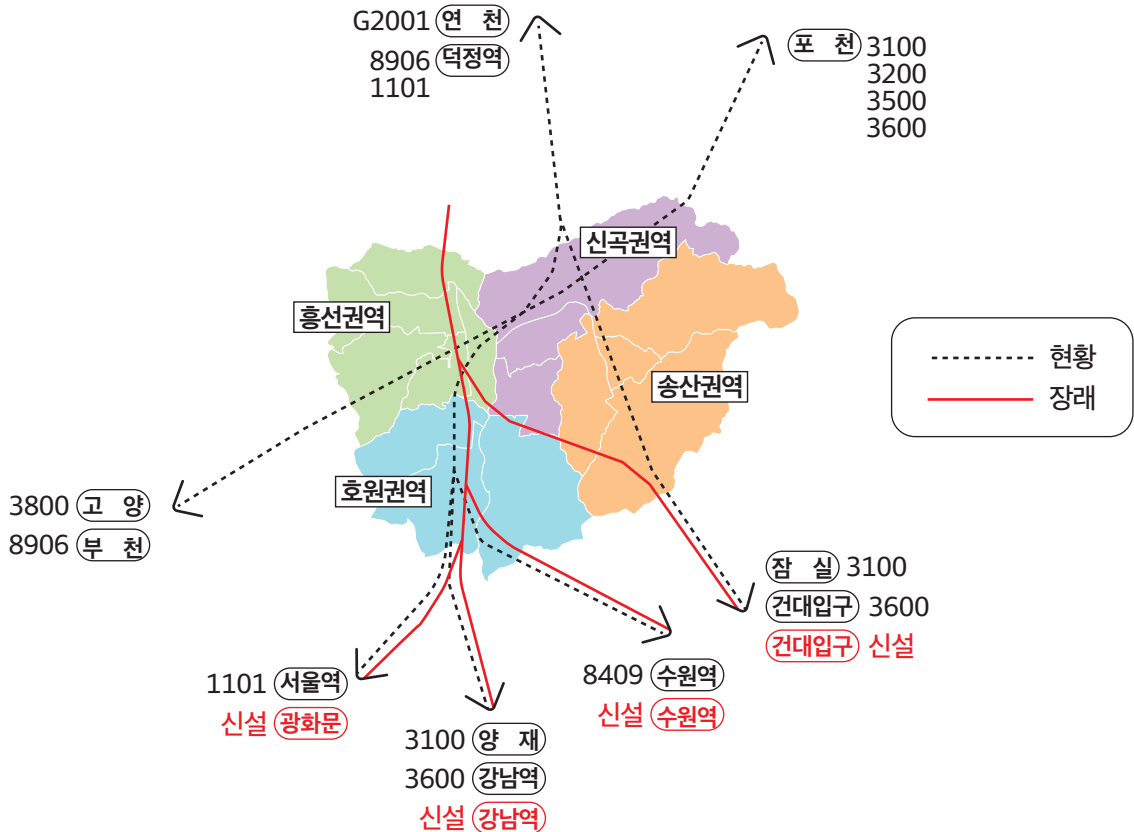 G2001 연 천
8906 덕정역
1101
포 천 3100
3200
3500
3600
신곡권역
흥선권역
송산권역
호원권역
현황
장래
3800 고 양
8906 부 천
잠 실 3100
건대입구 3600
건대입구 신설
1101 서울역
신설 광화문
8409 수원역
신설 수원역
3100 양 재
3600 강남역
신설 강남역